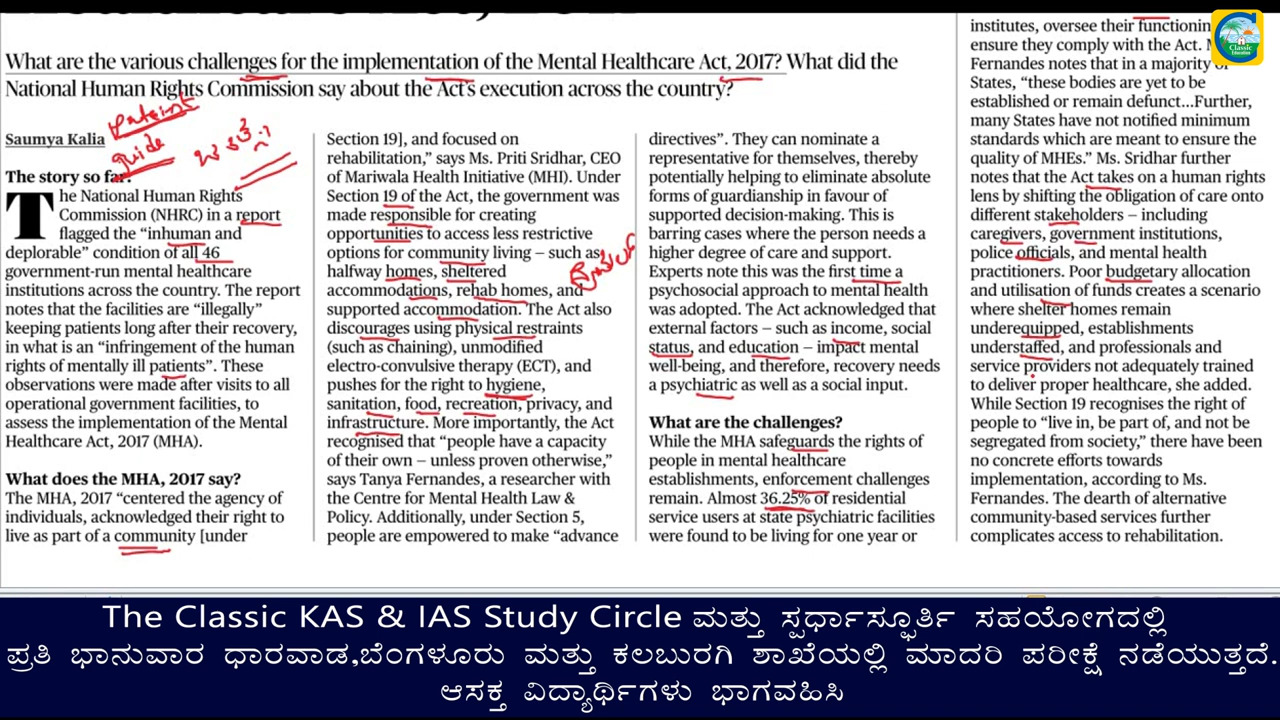 What are the various challenges for the implementation of the Mental Healthcare Act, 2017? What did the
National Human Rights Commission say about the Act's execution across the country?
Saumya Kalia
The story so far:
The National Human Rights
Commission (NHRC) in a report
flagged the “inhuman and
deplorable” condition of all 46
government-run mental healthcare
institutions across the country. The report
notes that the facilities are “illegally”
keeping patients long after their recovery,
in what is an “infringement of the human
rights of mentally ill patients”. These
observations were made after visits to all
operational government facilities, to
assess the implementation of the Mental
Healthcare Act, 2017 (MHA).
What does the MHA, 2017 say?
The MHA, 2017 “centered the agency of
individuals, acknowledged their right to
live as part of a community [under
Section 19], and focused on
rehabilitation,” says Ms. Priti Sridhar, CEO
of Mariwala Health Initiative (MHI). Under
Section 19 of the Act, the government was
made responsible for creating
opportunities to access less restrictive
options for community living – such as
halfway homes, sheltered
accommodations, rehab homes, and
supported accommodation. The Act also
discourages using physical restraints
(such as chaining), unmodified
electro-convulsive therapy (ECT), and
pushes for the right to hygiene,
sanitation, food, recreation, privacy, and
infrastructure. More importantly, the Act
recognised that “people have a capacity
of their own – unless proven otherwise,”
says Tanya Fernandes, a researcher with
the Centre for Mental Health Law &
Policy. Additionally, under Section 5,
people are empowered to make “advance
directives”. They can nominate a
representative for themselves, thereby
potentially helping to eliminate absolute
forms of guardianship in favour of
supported decision-making. This is
barring cases where the person needs a
higher degree of care and support.
Experts note this was the first time a
psychosocial approach to mental health
was adopted. The Act acknowledged that
external factors – such as income, social
status, and education – impact mental
well-being, and therefore, recovery needs
a psychiatric as well as a social input.
What are the challenges?
While the MHA safeguards the rights of
people in mental healthcare
establishments, enforcement challenges
remain. Almost 36.25% of residential
service users at state psychiatric facilities
were found to be living for one year or
institutes, oversee their functioning
ensure they comply with the Act.
Fernandes notes that in a majority of
States, “these bodies are yet to be
established or remain defunct...Further,
many States have not notified minimum
standards which are meant to ensure the
quality of MHEs.” Ms. Sridhar further
notes that the Act takes on a human rights
lens by shifting the obligation of care onto
different stakeholders – including
caregivers, government institutions,
police officials, and mental health
practitioners. Poor budgetary allocation
and utilisation of funds creates a scenario
where shelter homes remain
underequipped, establishments
understaffed, and professionals and
service providers not adequately trained
to deliver proper healthcare, she added.
While Section 19 recognises the right of
people to “live in, be part of, and not be
segregated from society,” there have been
no concrete efforts towards
implementation, according to Ms.
Fernandes. The dearth of alternative
community-based services further
complicates access to rehabilitation.
Classic
Education
The Classic KAS & IAS Study Circle ಮತ್ತು ಸ್ಪರ್ಧಾಸ್ಫೂರ್ತಿ ಸಹಯೋಗದಲ್ಲಿ
ಪ್ರತಿ ಭಾನುವಾರ ಧಾರವಾಡ,ಬೆಂಗಳೂರು ಮತ್ತು ಕಲಬುರಗಿ ಶಾಖೆಯಲ್ಲಿ ಮಾದರಿ ಪರೀಕ್ಷೆ ನಡೆಯುತ್ತದೆ.
ಆಸಕ್ತ ವಿದ್ಯಾರ್ಥಿಗಳು ಭಾಗವಹಿಸಿ